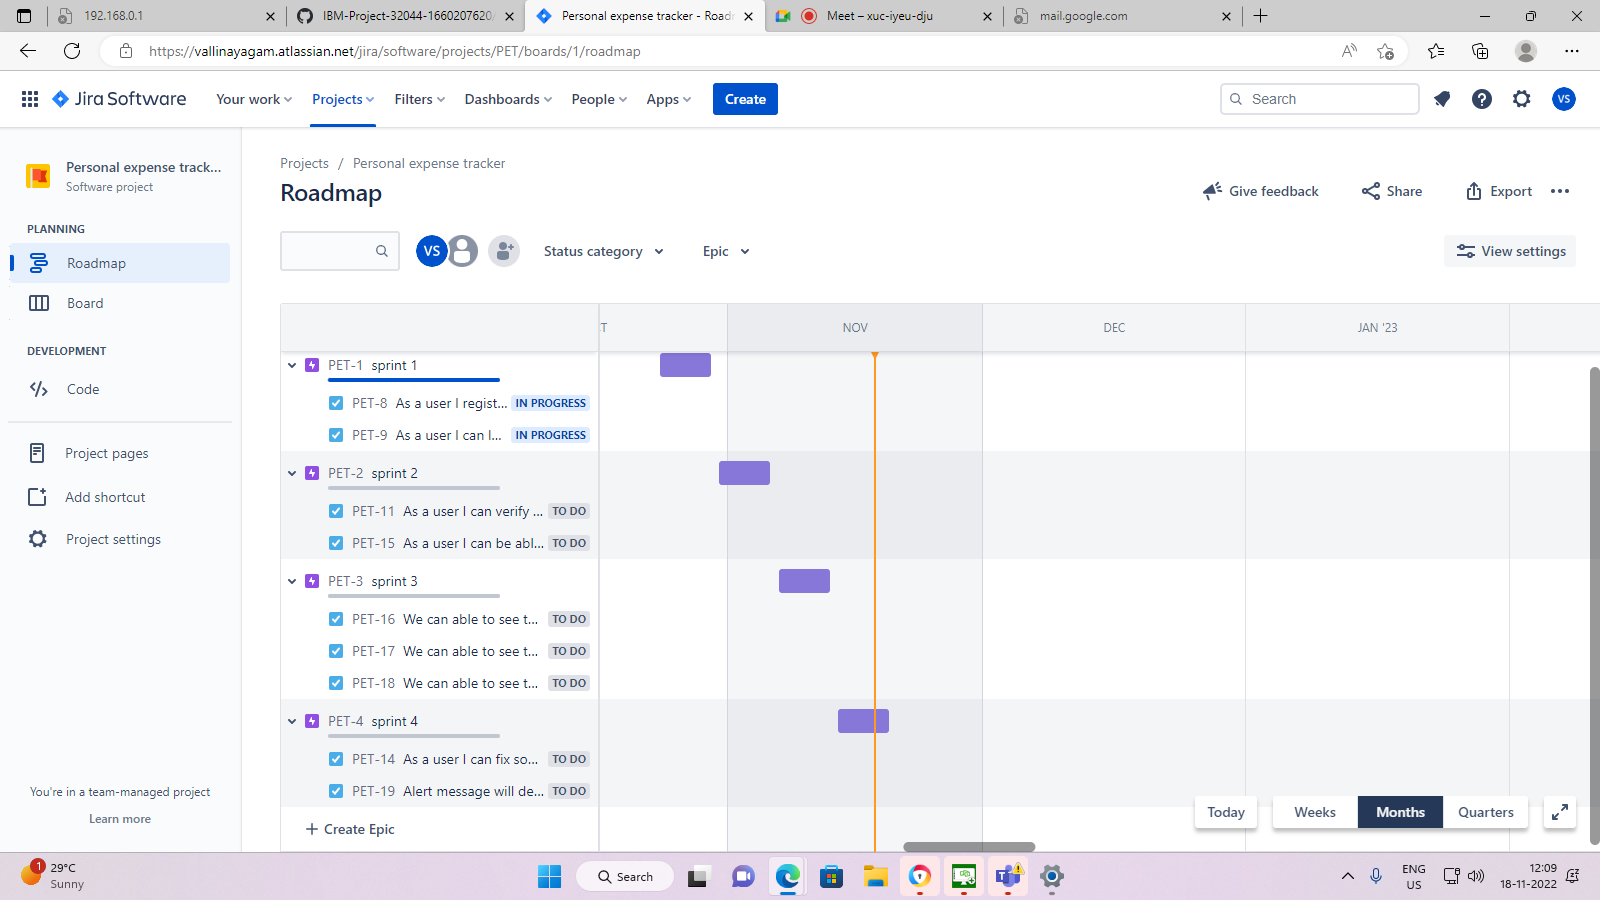 192.168.0.1
IBM-Project-32044-1660207620/
Personal expense tracker - Road
Meet – xuc-iyeu-dju
mail.google.com
https://vallinayagam.atlassian.net/jira/software/projects/PET/boards/1/roadmap
Jira Software
Your work
Projects
Filters
Dashboards
People
Apps
Create
Search
VS
Personal expense track...
Software project
PLANNING
Roadmap
Board
DEVELOPMENT
Code
Project pages
Add shortcut
Project settings
You're in a team-managed project
Learn more
Projects / Personal expense tracker
Roadmap
Give feedback
Share
Export
VS
Status category
Epic
View settings
T
NOV
DEC
JAN '23
PET-1 sprint 1
PET-8 As a user I regist... IN PROGRESS
PET-9 As a user I can l... IN PROGRESS
PET-2 sprint 2
PET-11 As a user I can verify ... TO DO
PET-15 As a user I can be abl... TO DO
PET-3 sprint 3
PET-16 We can able to see t... TO DO
PET-17 We can able to see t... TO DO
PET-18 We can able to see t... TO DO
PET-4 sprint 4
PET-14 As a user I can fix so... TO DO
PET-19 Alert message will de... TO DO
+ Create Epic
Today
Weeks
Months
Quarters
1
29°C
Sunny
Search
ENG
US
12:09
18-11-2022